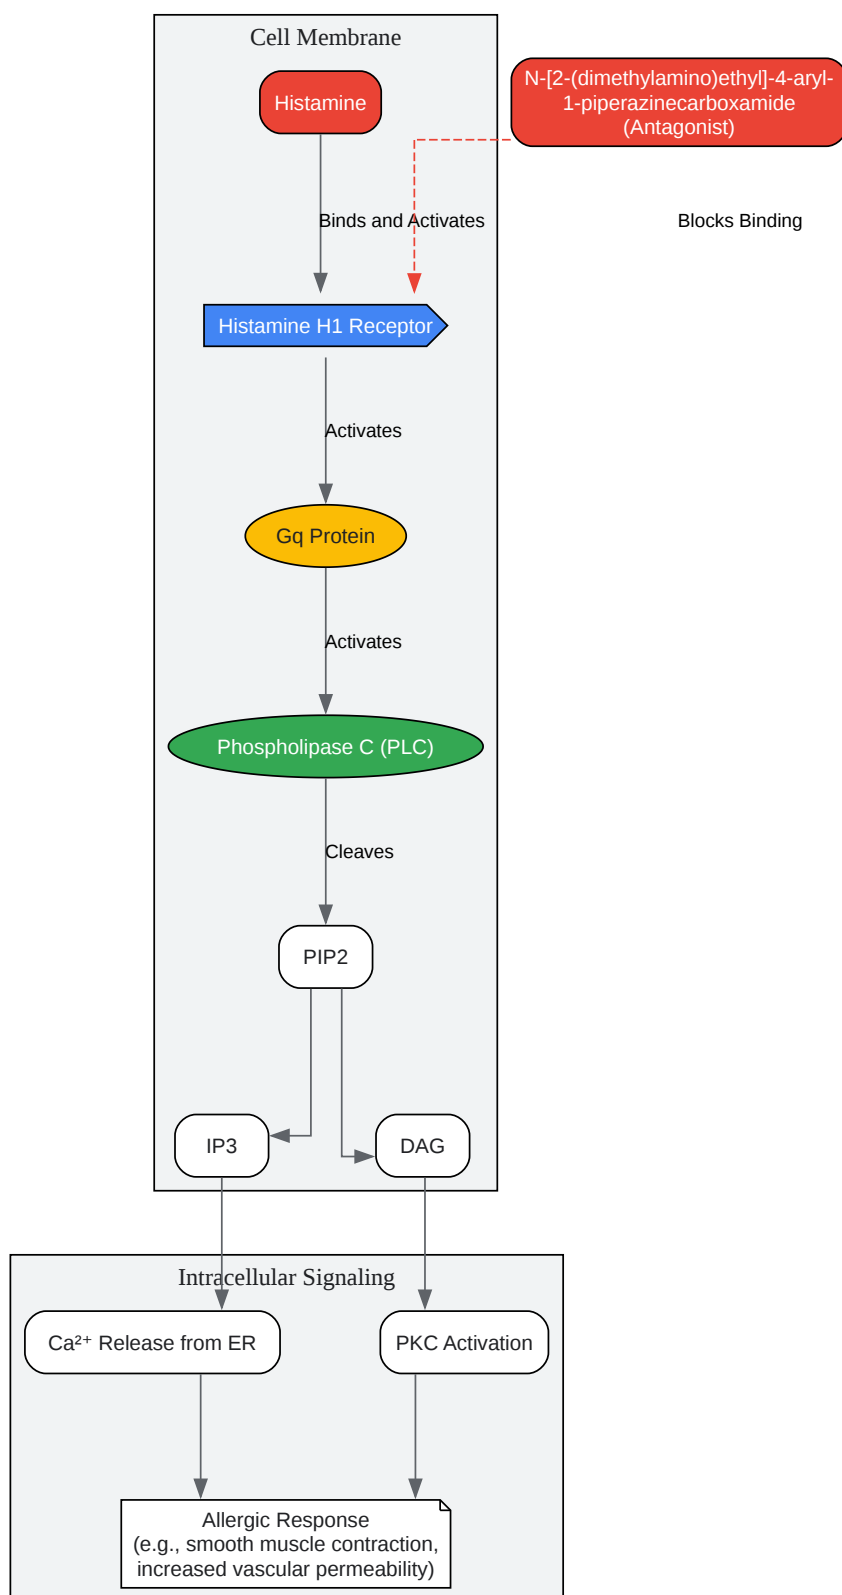 Cell Membrane
Histamine
N-[2-(dimethylamino)ethyl]-4-aryl-
1-piperazinecarboxamide
(Antagonist)
Binds and Activates
Blocks Binding
Histamine H1 Receptor
Activates
Gq Protein
Activates
Phospholipase C (PLC)
Cleaves
PIP2
IP3
DAG
Intracellular Signaling
Ca²⁺ Release from ER
PKC Activation
Allergic Response
(e.g., smooth muscle contraction,
increased vascular permeability)